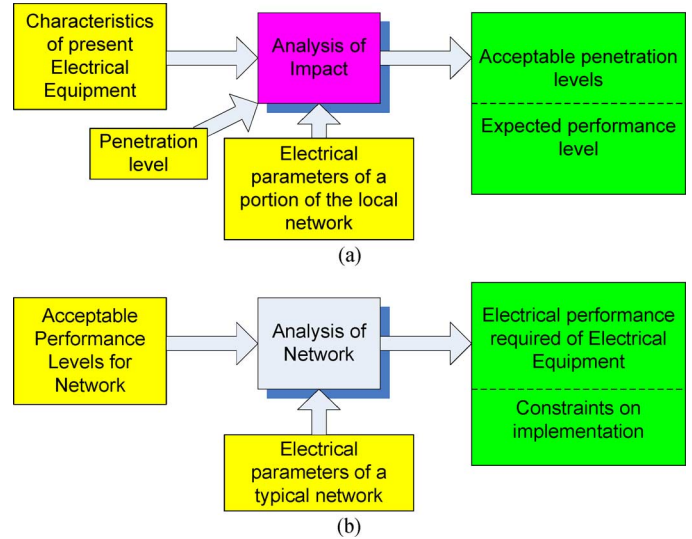 Characteristics
of present
Electrical
Equipment
Analysis of
Impact
Acceptable penetration
levels
Expected performance
level
Penetration
level
Electrical
parameters of a
portion of the local
network
(a)
Acceptable
Performance
Levels for
Network
Analysis of
Network
Electrical performance
required of Electrical
Equipment
Constraints on
implementation
Electrical
parameters of a
typical network
(b)